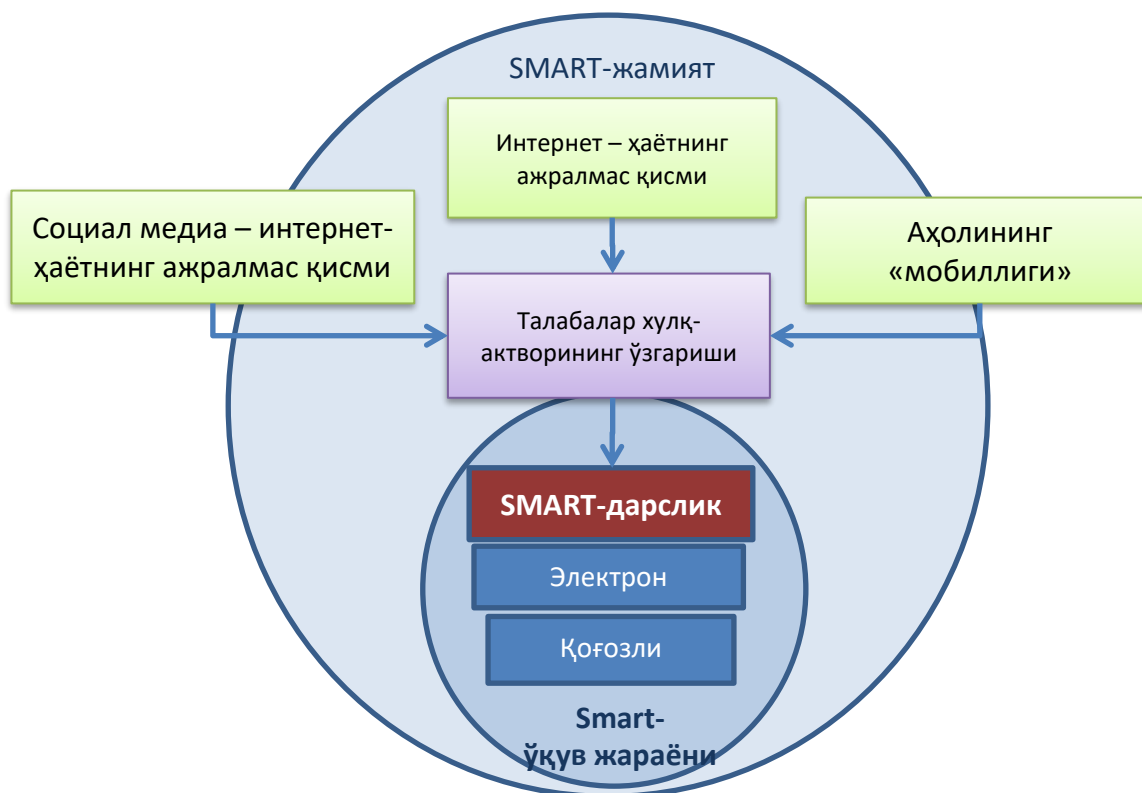 SMART-жамият
Интернет – ҳаётнинг
ажралмас қисми
Социал медиа – интернет-
ҳаётнинг ажралмас қисми
Аҳолининг
«мобиллиги»
Талабалар хулқ-
актворининг ўзгариши
SMART-дарслик
Электрон
Қоғозли
Smart-
ўқув жараёни